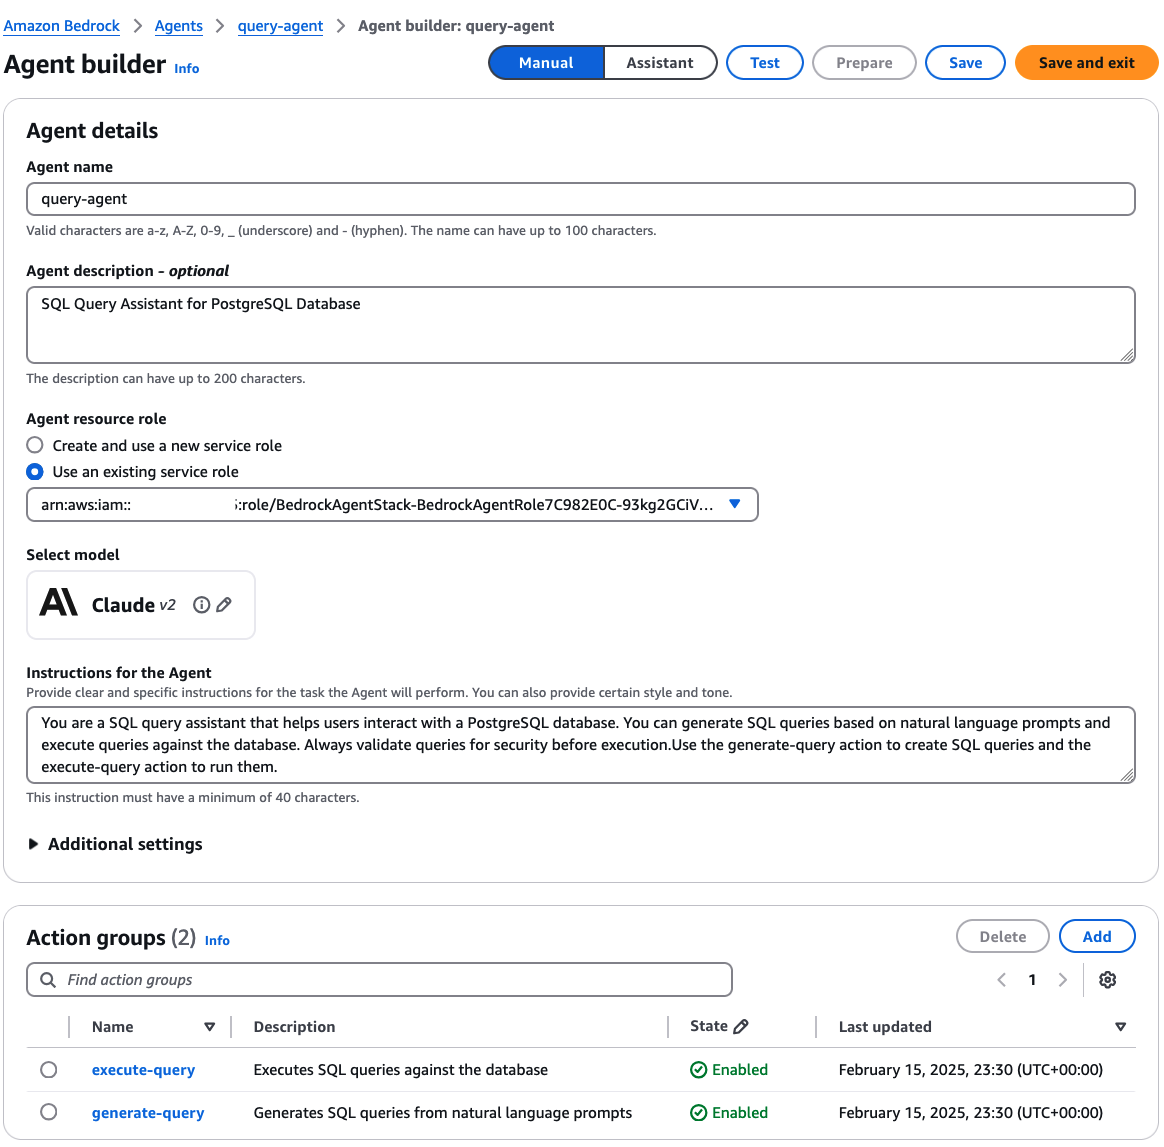 Amazon Bedrock > Agents > query-agent > Agent builder: query-agent
Agent builder Info Manual Assistant Test Prepare Save Save and exit
Agent details
Agent name
query-agent
Valid characters are a-z, A-Z, 0-9, _ (underscore) and - (hyphen). The name can have up to 100 characters.
Agent description - optional
SQL Query Assistant for PostgreSQL Database
The description can have up to 200 characters.
Agent resource role
Create and use a new service role
Use an existing service role
arn:aws:iam:: :role/BedrockAgentStack-BedrockAgentRole7C982E0C-93kg2GCiV...
Select model
Claude v2
Instructions for the Agent
Provide clear and specific instructions for the task the Agent will perform. You can also provide certain style and tone.
You are a SQL query assistant that helps users interact with a PostgreSQL database. You can generate SQL queries based on natural language prompts and
execute queries against the database. Always validate queries for security before execution.Use the generate-query action to create SQL queries and the
execute-query action to run them.
This instruction must have a minimum of 40 characters.
Additional settings
Action groups (2) Info Delete Add
Find action groups 1
Name Description State Last updated
execute-query Executes SQL queries against the database Enabled February 15, 2025, 23:30 (UTC+00:00)
generate-query Generates SQL queries from natural language prompts Enabled February 15, 2025, 23:30 (UTC+00:00)